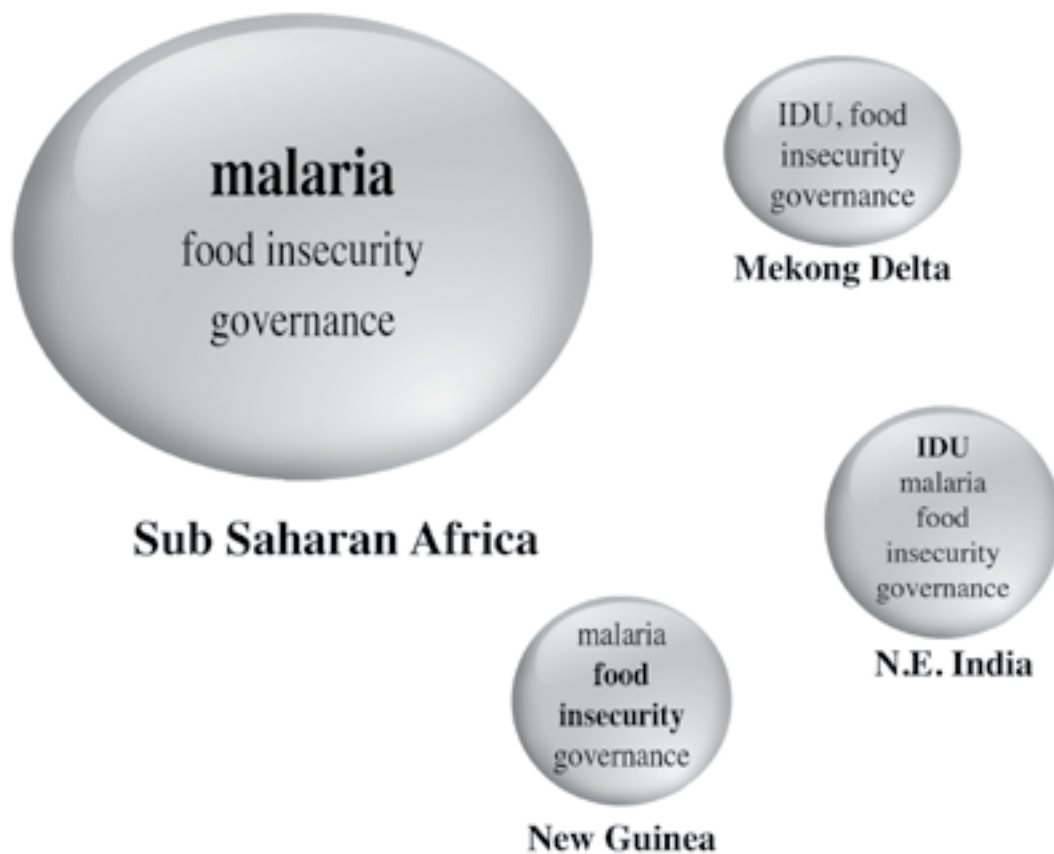 malaria
food insecurity
governance
Sub Saharan Africa
IDU, food
insecurity
governance
Mekong Delta
IDU
malaria
food
insecurity
governance
N.E. India
malaria
food
insecurity
governance
New Guinea